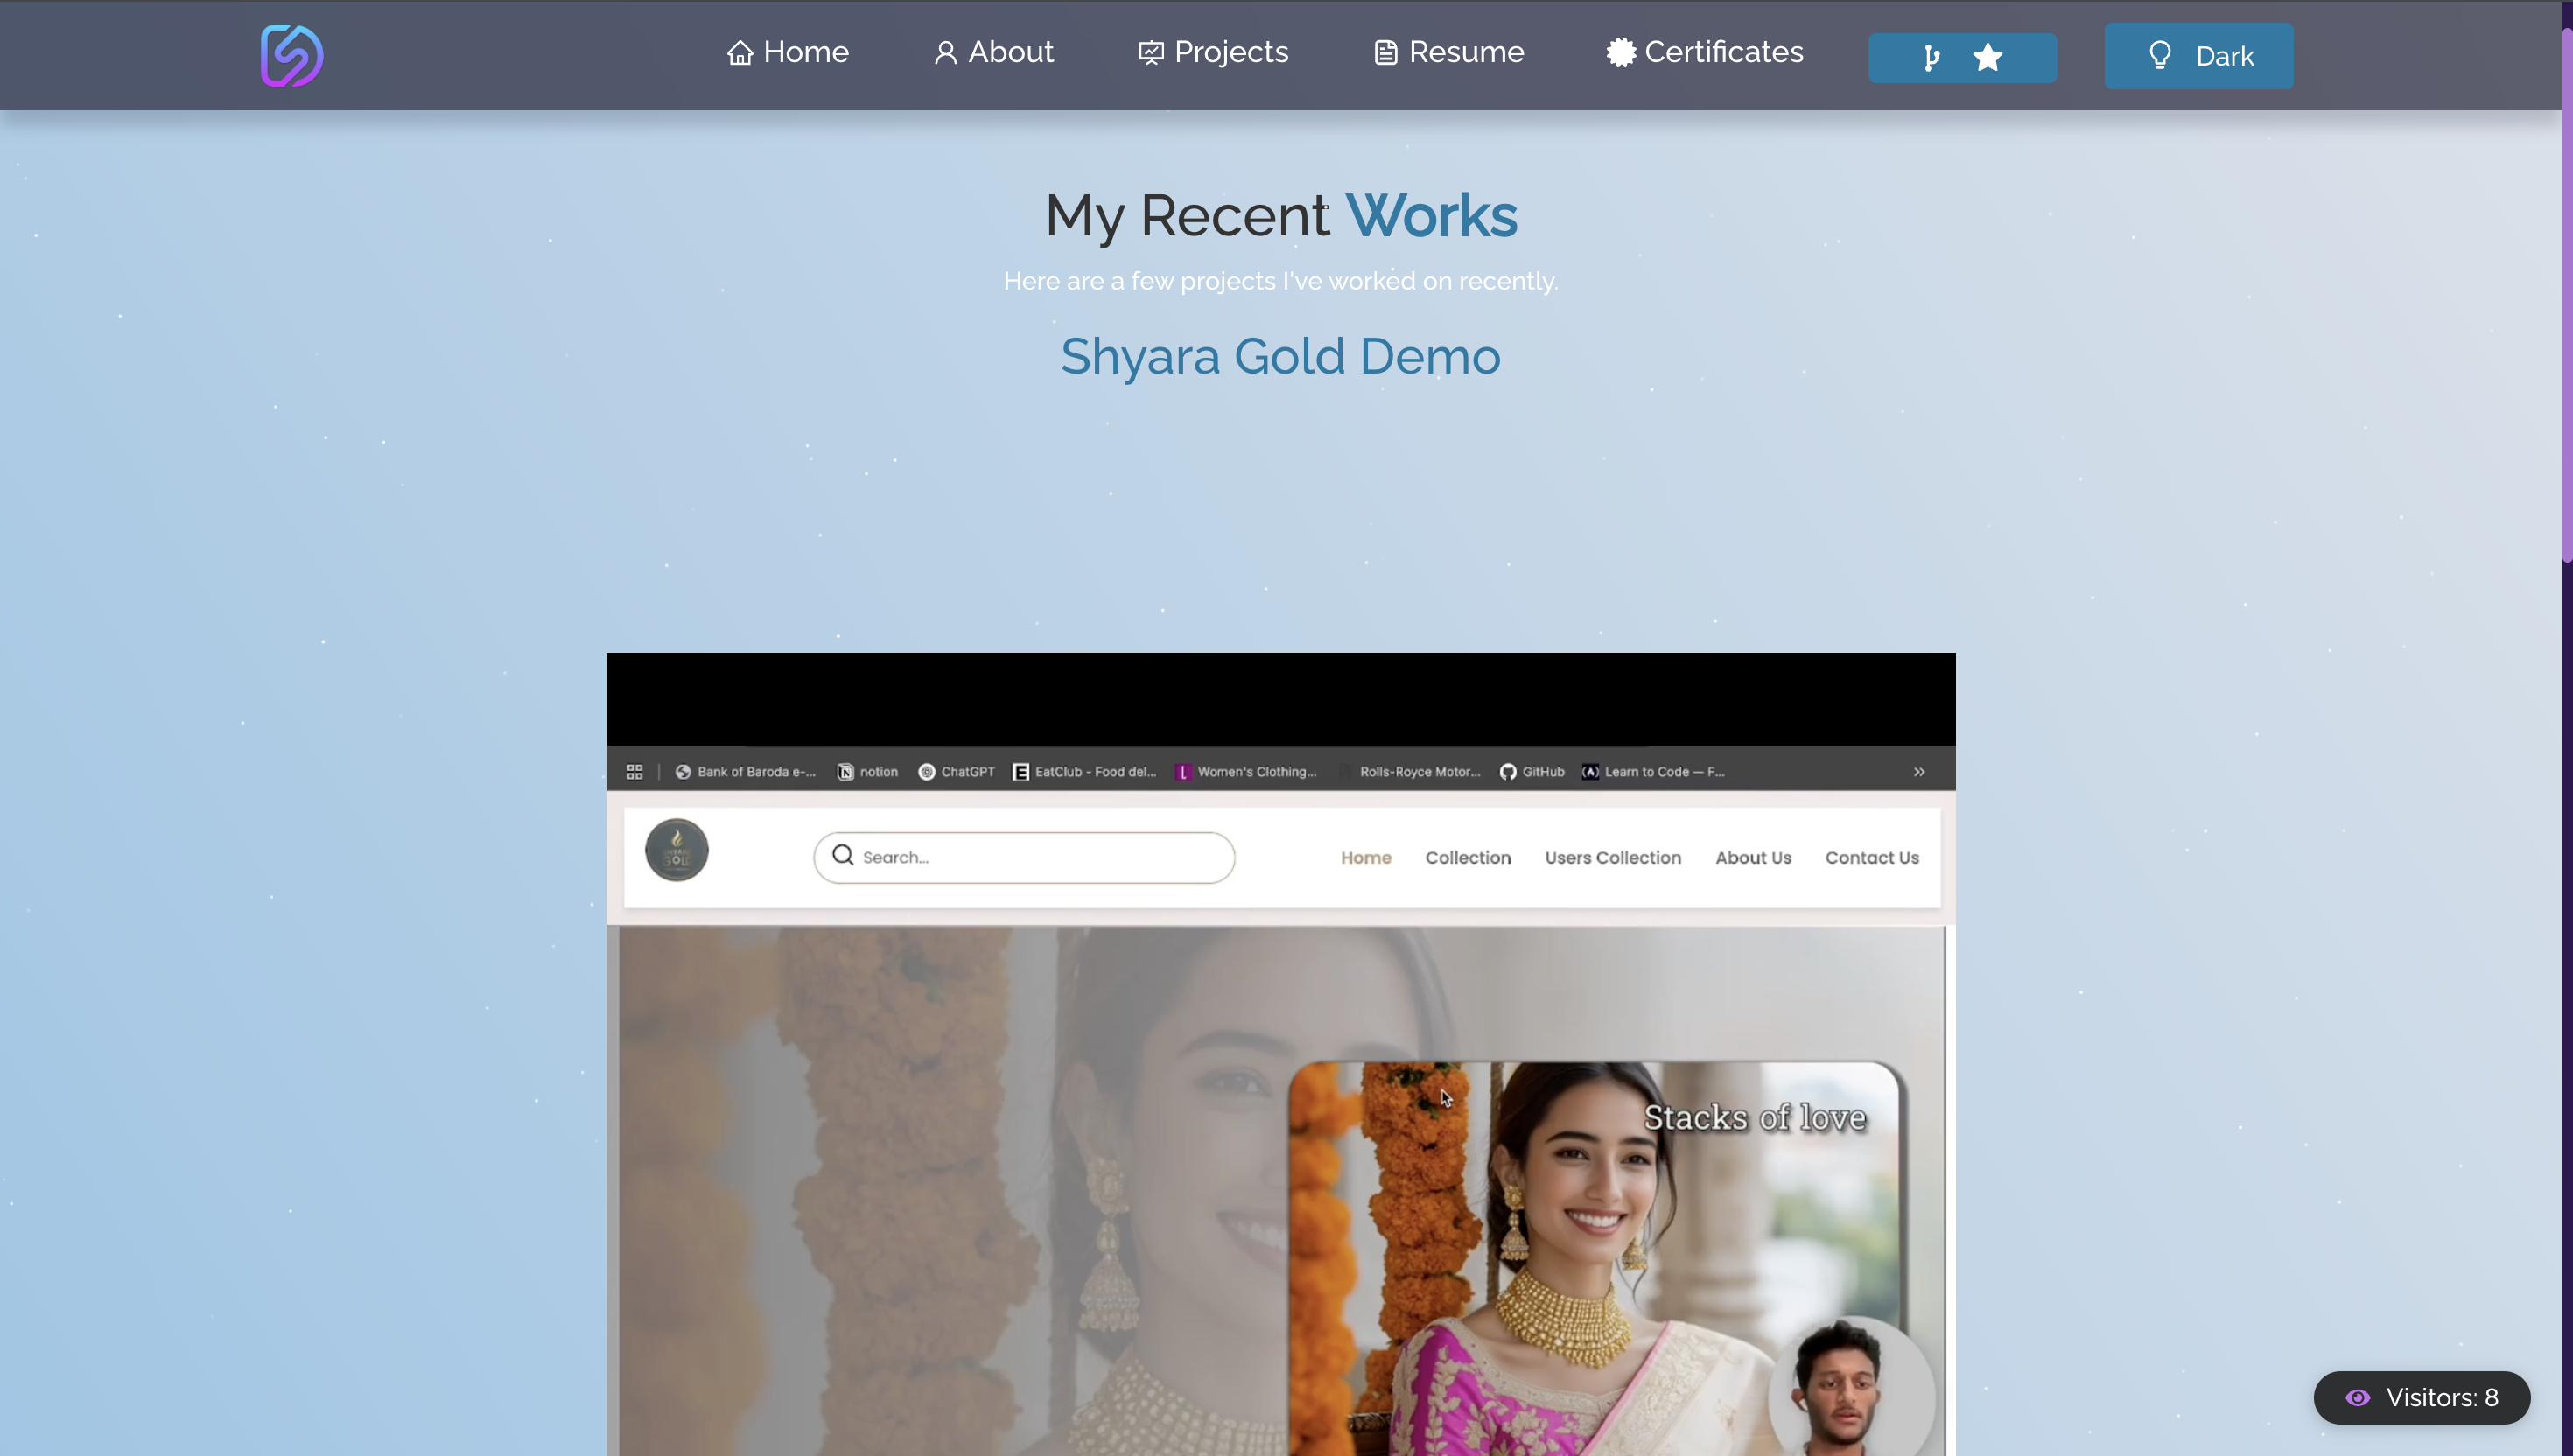 Home About Projects Resume Certificates Dark
My Recent Works
Here are a few projects I've worked on recently.
Shyara Gold Demo
Bank of Baroda e-... notion ChatGPT EatClub - Food del... Women's Clothing... Rolls-Royce Motor... GitHub Learn to Code — F... »
Search... Home Collection Users Collection About Us Contact Us
GOLD
Stacks of love
Visitors: 8